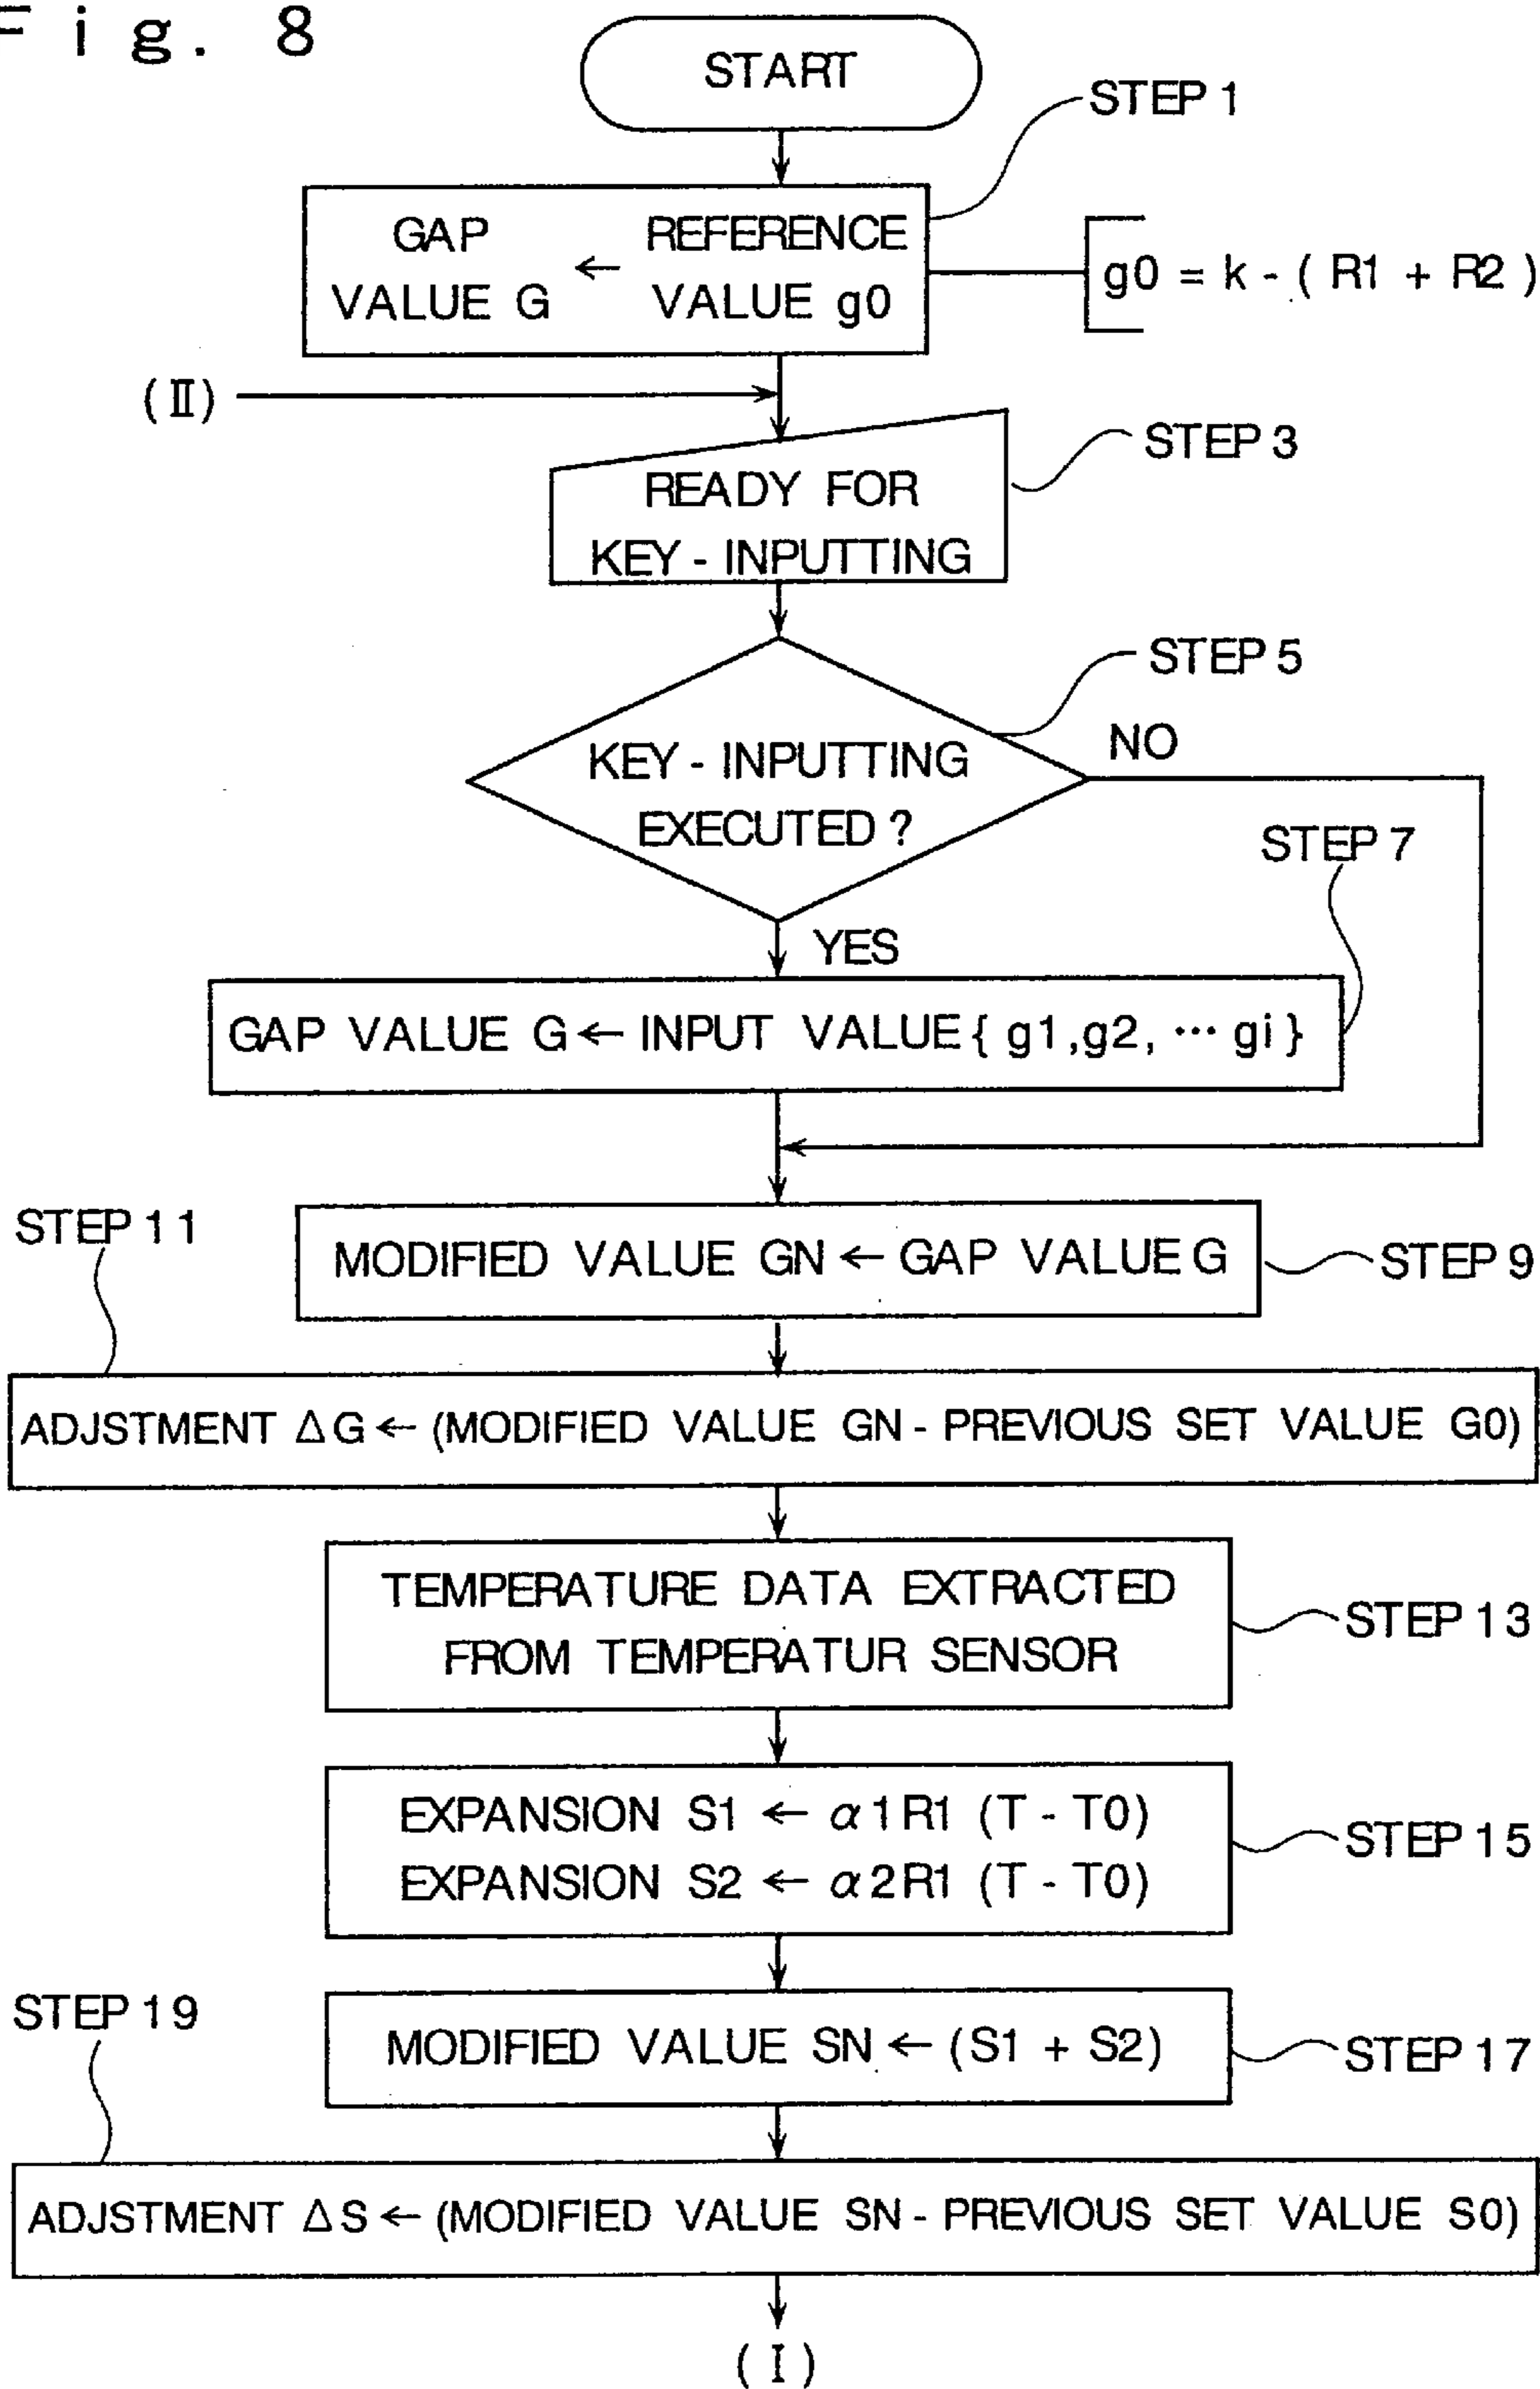 Fig. 8
START
STEP 1
GAP VALUE G ← REFERENCE VALUE g0
g0 = k - ( R1 + R2 )
(Ⅱ)
STEP 3
READY FOR
KEY - INPUTTING
STEP 5
KEY - INPUTTING
EXECUTED ?
NO
STEP 7
YES
GAP VALUE G ← INPUT VALUE { g1,g2, ··· gi }
STEP 11
MODIFIED VALUE GN ← GAP VALUE G
STEP 9
ADJSTMENT ΔG ← (MODIFIED VALUE GN - PREVIOUS SET VALUE G0)
TEMPERATURE DATA EXTRACTED
FROM TEMPERATUR SENSOR
STEP 13
EXPANSION S1 ← α1R1 (T - T0)
EXPANSION S2 ← α2R1 (T - T0)
STEP 15
STEP 19
MODIFIED VALUE SN ← (S1 + S2)
STEP 17
ADJSTMENT ΔS ← (MODIFIED VALUE SN - PREVIOUS SET VALUE S0)
(Ⅰ)